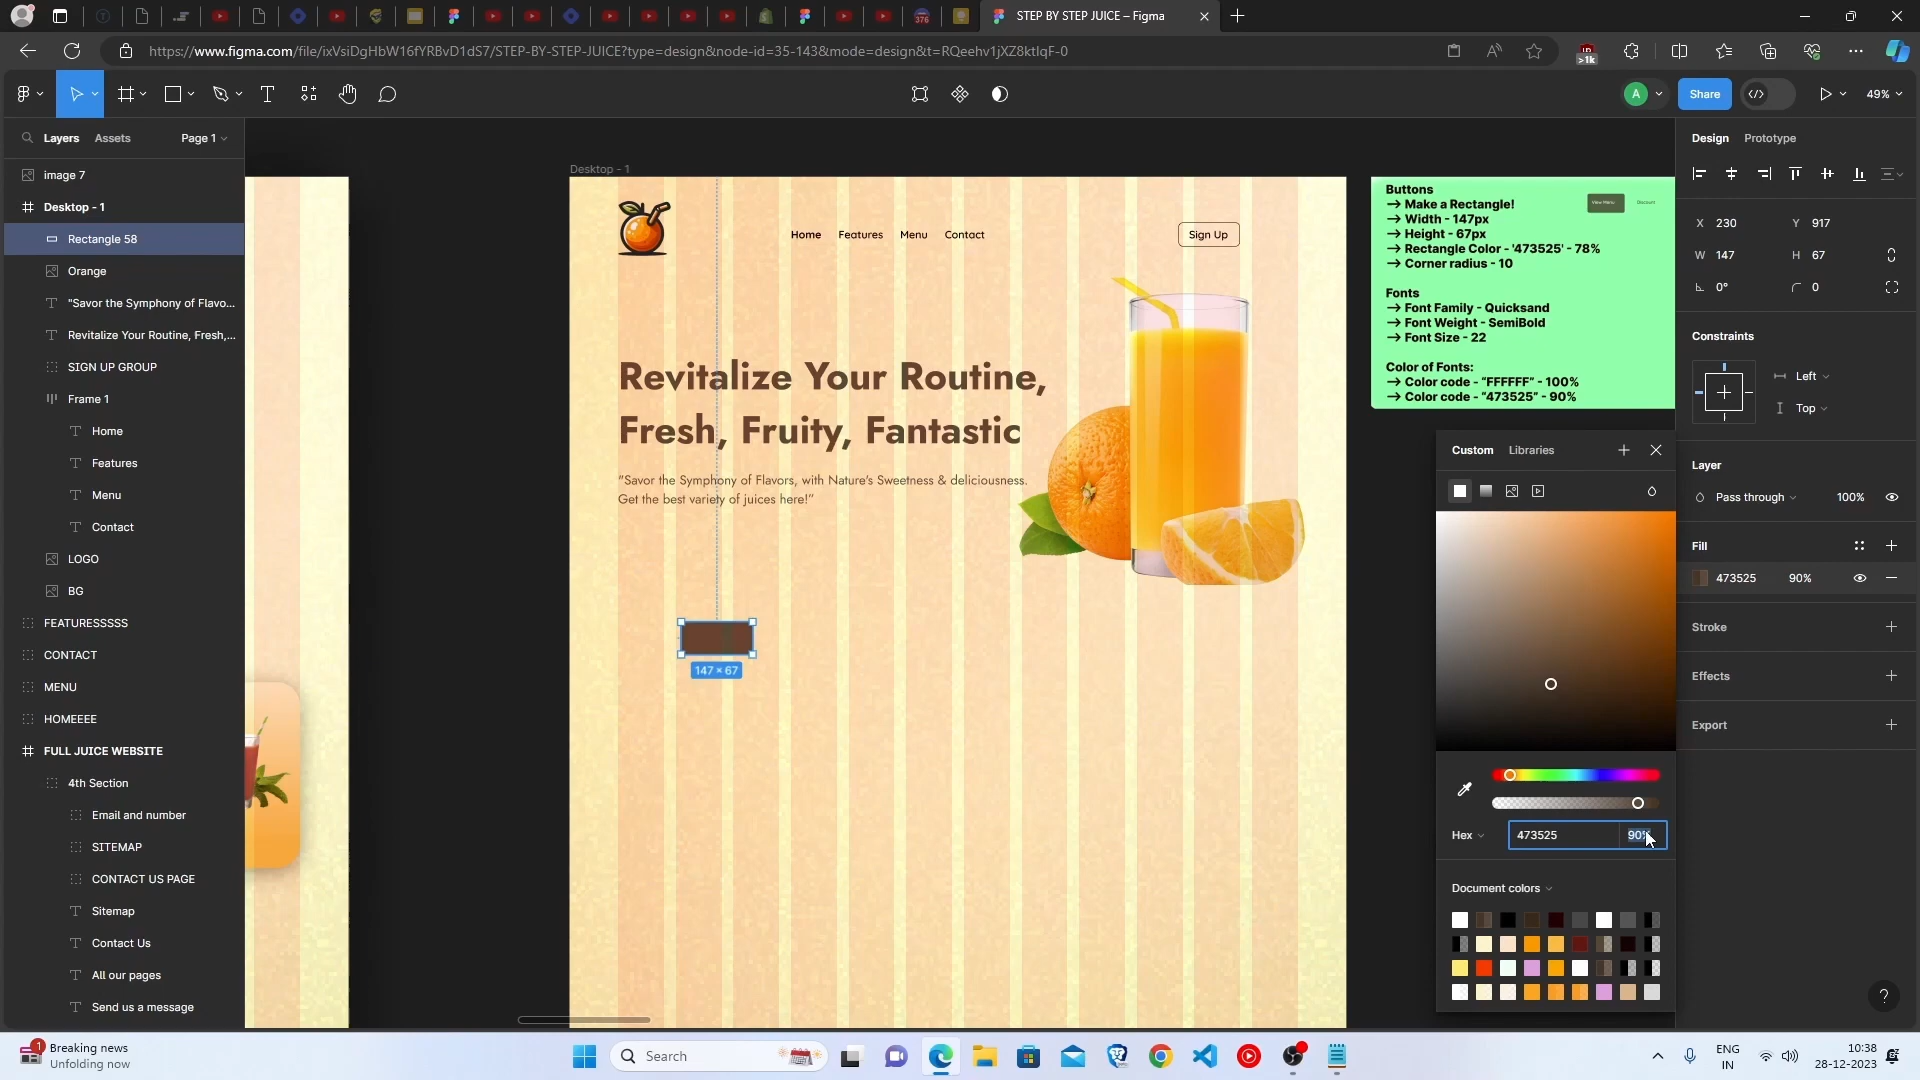 STEP BY STEP JUICE – Figma
376
https://www.figma.com/file/ixVsiDgHbW16fYRBvD1dS7/STEP-BY-STEP-JUICE?type=design&node-id=35-143&mode=design&t=RQeehv1jXZ8ktIqF-0
>1k
A
Share
49%
Layers
Assets
Page 1
image 7
Desktop - 1
Rectangle 58
Orange
"Savor the Symphony of Flavo...
Revitalize Your Routine, Fresh,...
SIGN UP GROUP
Frame 1
Home
Features
Menu
Contact
LOGO
BG
FEATURESSSSS
CONTACT
MENU
HOMEEEE
FULL JUICE WEBSITE
4th Section
Email and number
SITEMAP
CONTACT US PAGE
Sitemap
Contact Us
All our pages
Send us a message
Desktop - 1
Home
Features
Menu
Contact
Sign Up
Revitalize Your Routine,
Fresh, Fruity, Fantastic
"Savor the Symphony of Flavors, with Nature's Sweetness & deliciousness.
Get the best variety of juices here!"
147 × 67
Buttons
→ Make a Rectangle!
→ Width - 147px
→ Height - 67px
→ Rectangle Color - '473525' - 78%
→ Corner radius - 10
View Menu
Discount
Fonts
→ Font Family - Quicksand
→ Font Weight - SemiBold
→ Font Size - 22
Color of Fonts:
→ Color code - "FFFFFF" - 100%
→ Color code - "473525" - 90%
Custom
Libraries
Hex
473525
90%
Document colors
Design
Prototype
X 230
Y 917
W 147
H 67
0°
0
Constraints
Left
Top
Layer
Pass through
100%
Fill
473525
90%
Stroke
Effects
Export
?
1
Breaking news
Unfolding now
Search
ENG
IN
10:38
28-12-2023